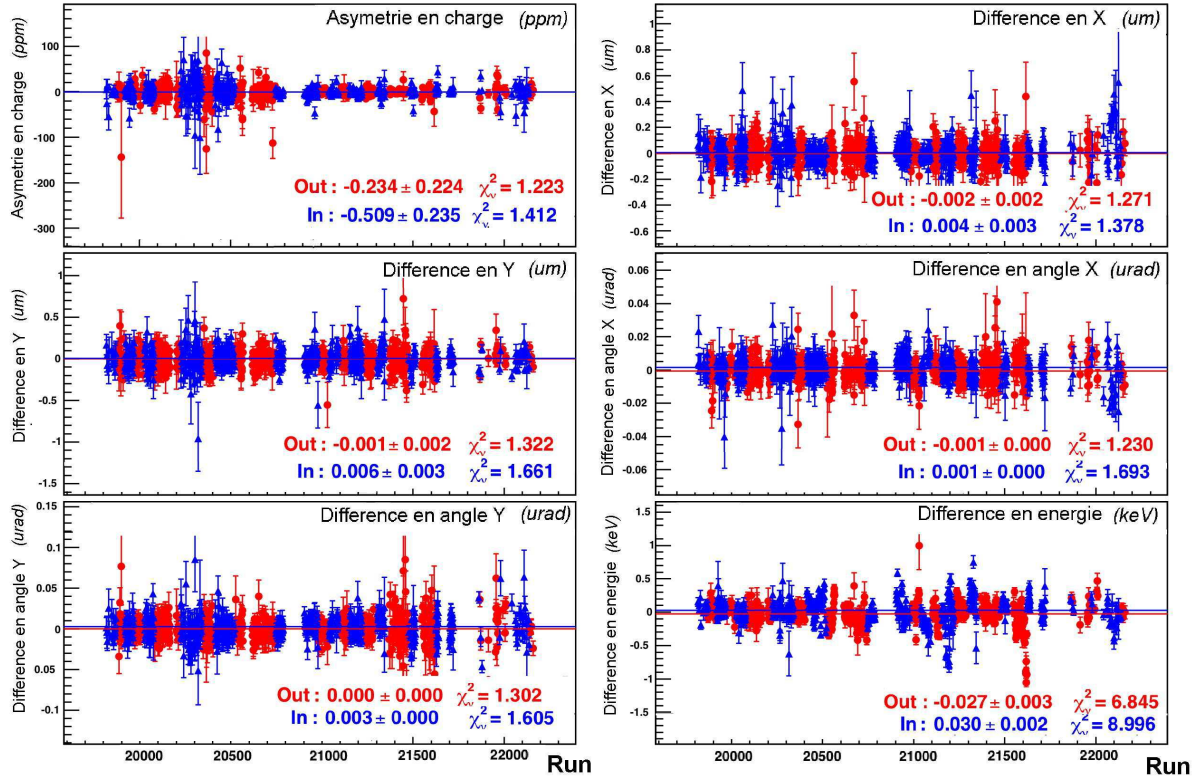 Asymetrie en charge (ppm)
Asymetrie en charge (ppm)
100
0
-100
-200
-300
20000 20500 21000 21500 22000
Out : -0.234 ± 0.224 χ²ᵥ = 1.223
In : -0.509 ± 0.235 χ²ᵥ = 1.412
Difference en X (um)
Difference en X (um)
1
0.8
0.6
0.4
0.2
0
-0.2
-0.4
-0.6
Out : -0.002 ± 0.002 χ²ᵥ = 1.271
In : 0.004 ± 0.003 χ²ᵥ = 1.378
Difference en Y (um)
Difference en Y (um)
1
0.5
0
-0.5
-1
-1.5
20000 20500 21000 21500 22000
Out : -0.001 ± 0.002 χ²ᵥ = 1.322
In : 0.006 ± 0.003 χ²ᵥ = 1.661
Difference en angle X (urad)
Difference en angle X (urad)
0.06
0.04
0.02
0
-0.02
-0.04
-0.06
Out : -0.001 ± 0.000 χ²ᵥ = 1.230
In : 0.001 ± 0.000 χ²ᵥ = 1.693
Difference en angle Y (urad)
Difference en angle Y (urad)
0.15
0.1
0.05
0
0.05
-0.1
20000 20500 21000 21500 22000
Out : 0.000 ± 0.000 χ²ᵥ = 1.302
In : 0.003 ± 0.000 χ²ᵥ = 1.605
Run
Difference en energie (keV)
Difference en energie (keV)
1.5
1
0.5
0
-0.5
-1
-1.5
20000 20500 21000 21500 22000
Out : -0.027 ± 0.003 χ²ᵥ = 6.845
In : 0.030 ± 0.002 χ²ᵥ = 8.996
Run